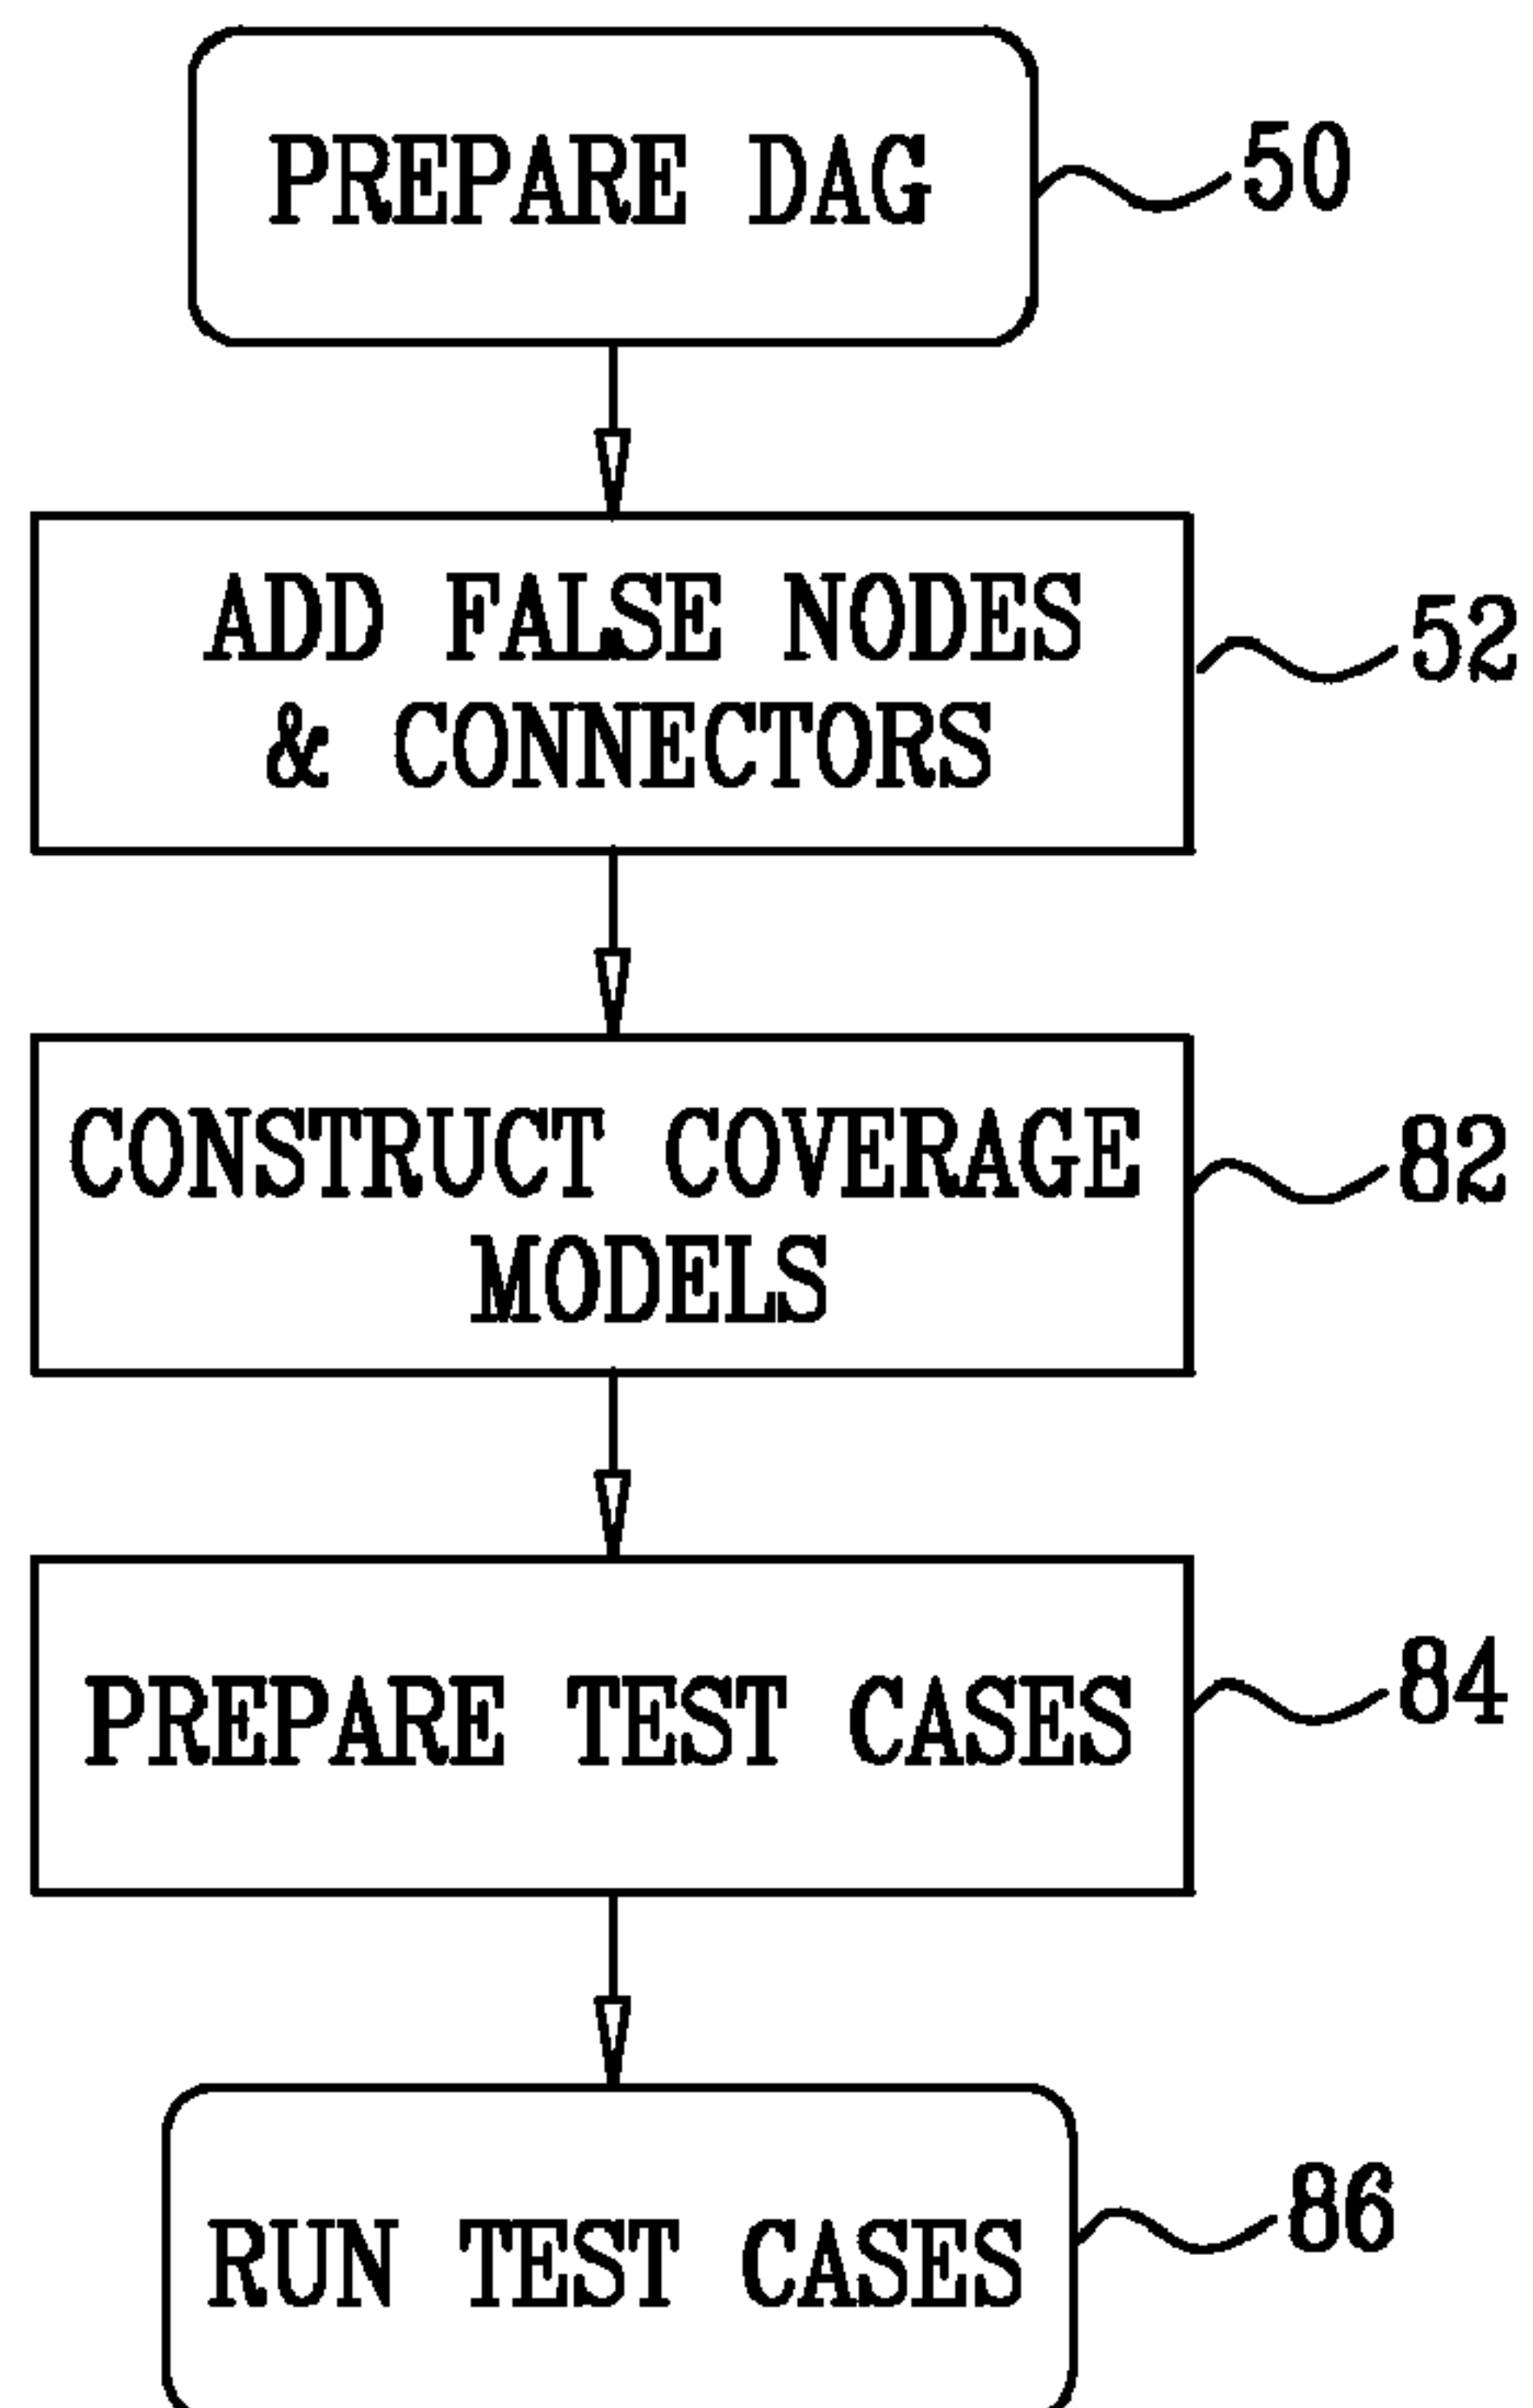 PREPARE DAG
50
ADD FALSE NODES
& CONNECTORS
52
CONSTRUCT COVERAGE
MODELS
82
PREPARE TEST CASES
84
RUN TEST CASES
86